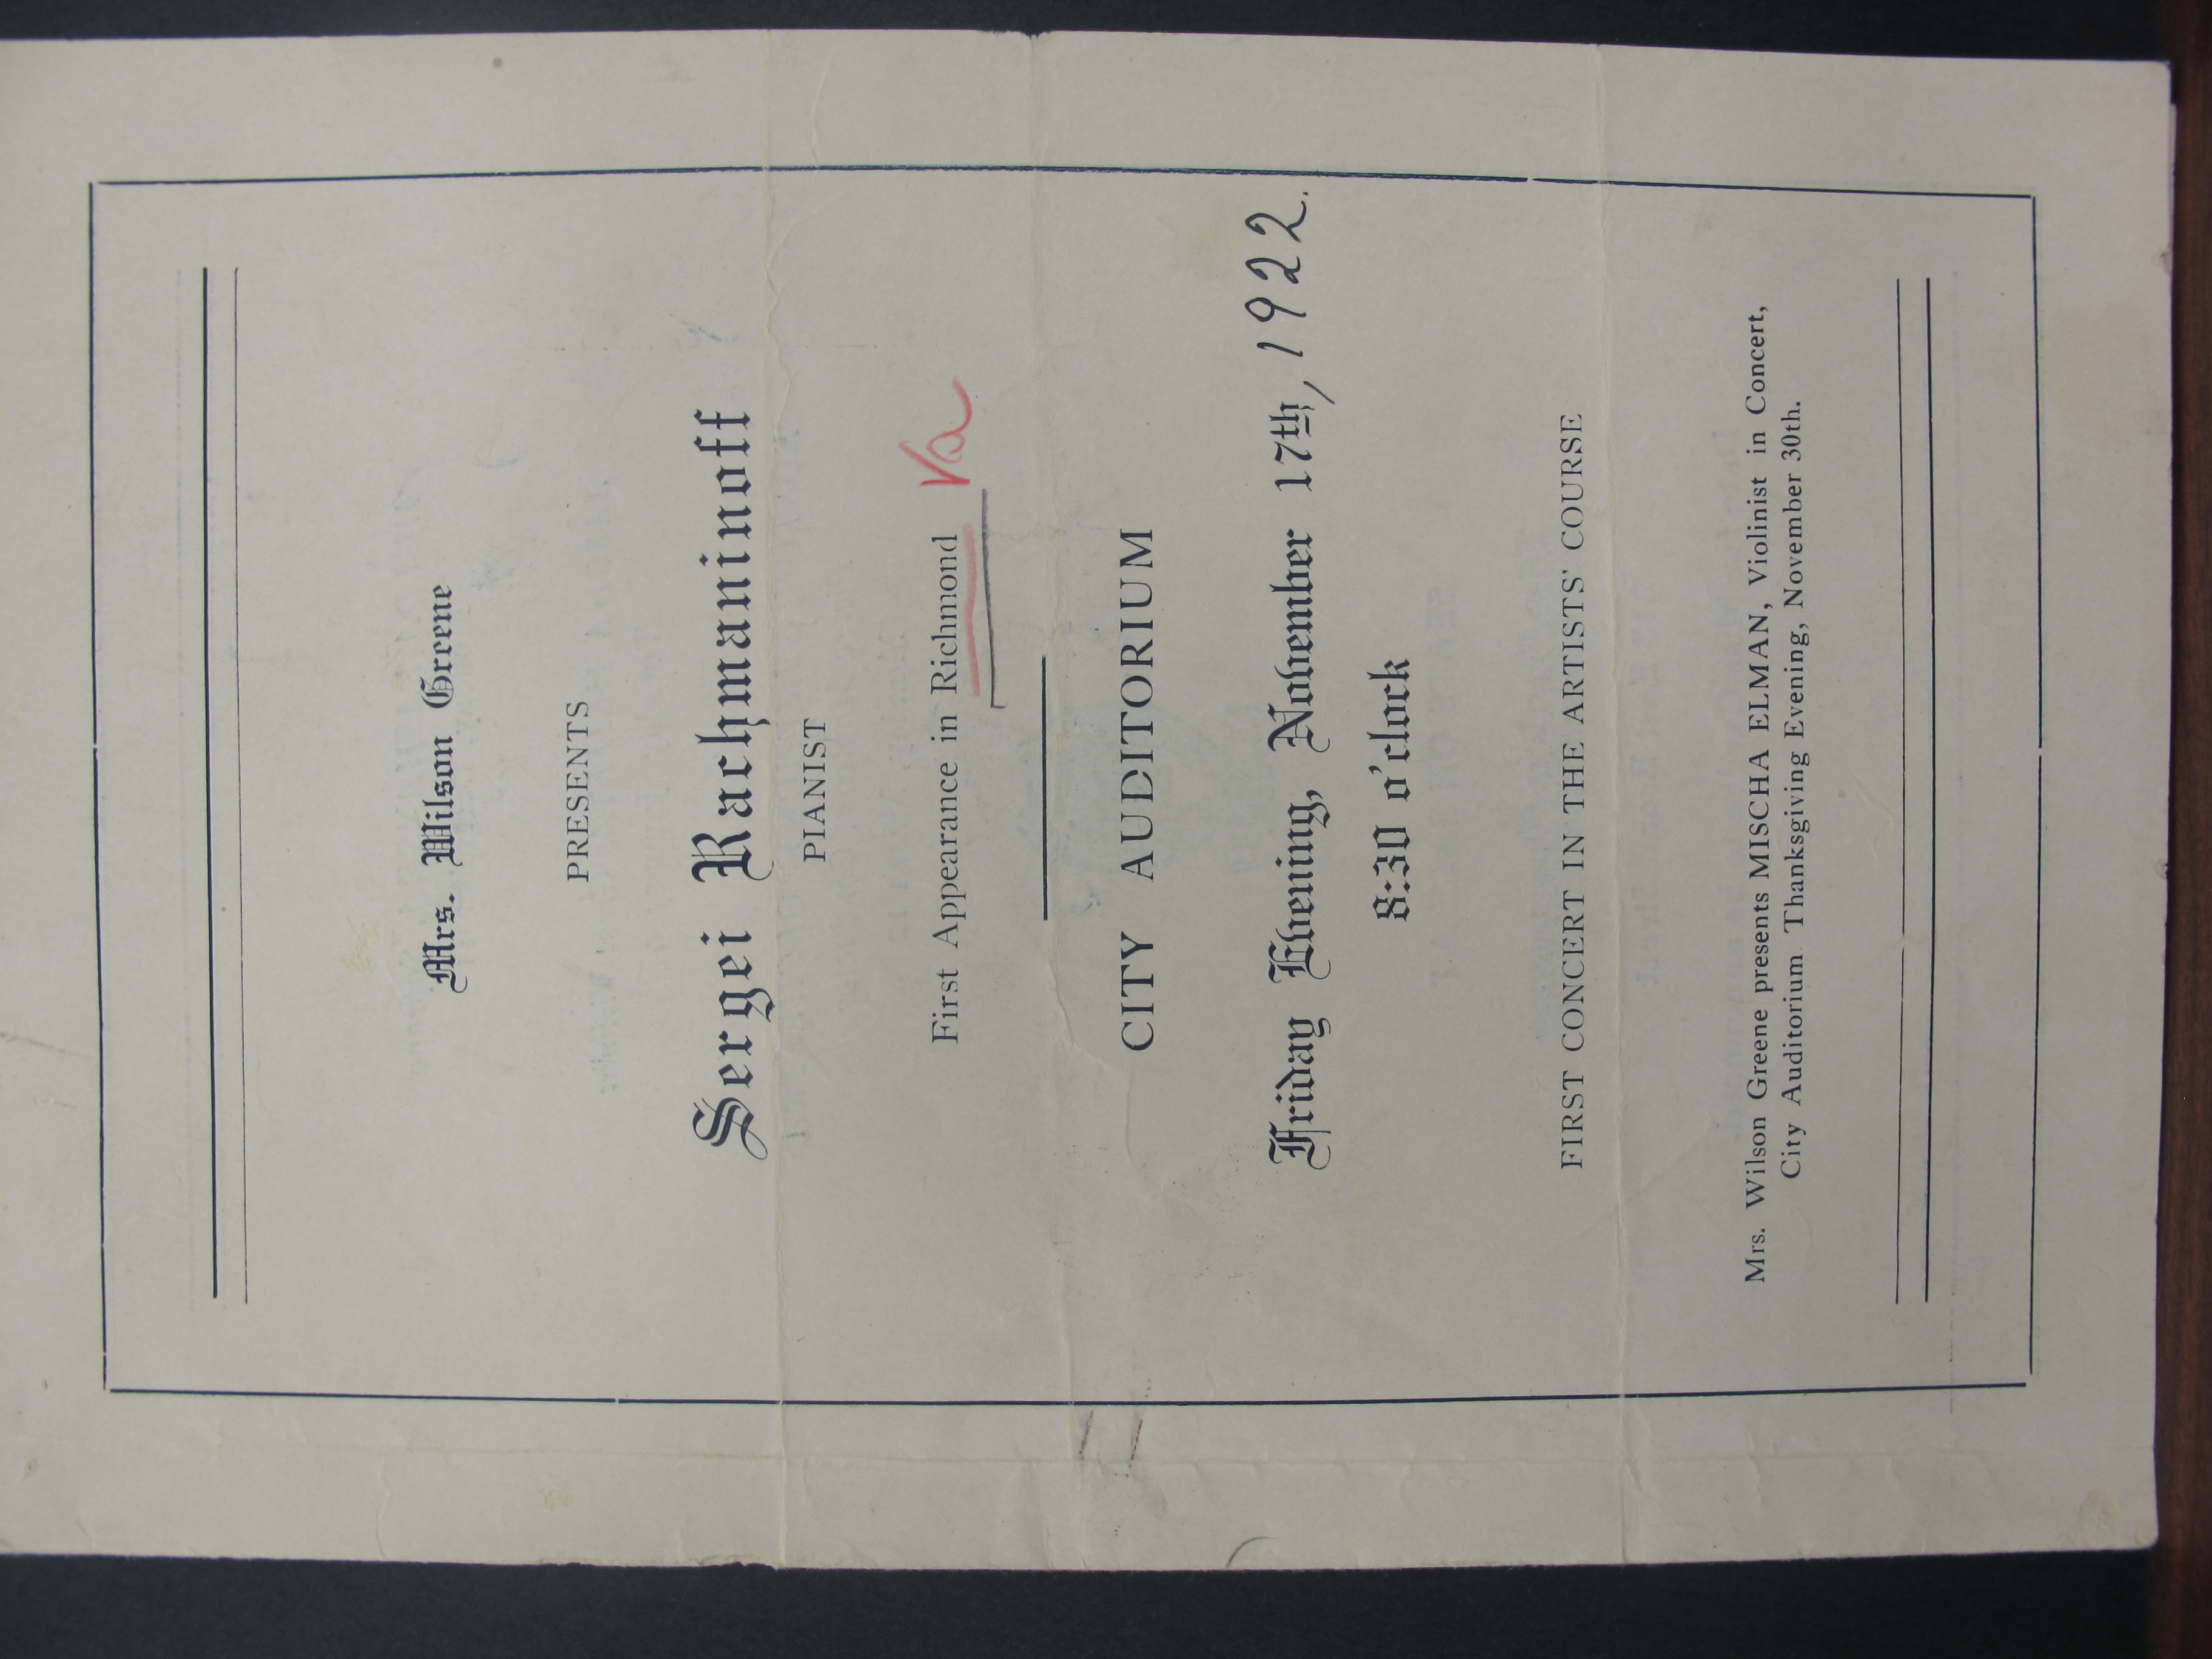 Mrs. Wilson Greene
PRESENTS
Sergei Rachmaninoff
PIANIST
First Appearance in Richmond Va
CITY AUDITORIUM
Friday Evening, November 17th, 1922.
8:30 o'clock
FIRST CONCERT IN THE ARTISTS' COURSE
Mrs. Wilson Greene presents MISCHA ELMAN, Violinist in Concert,
City Auditorium Thanksgiving Evening, November 30th.